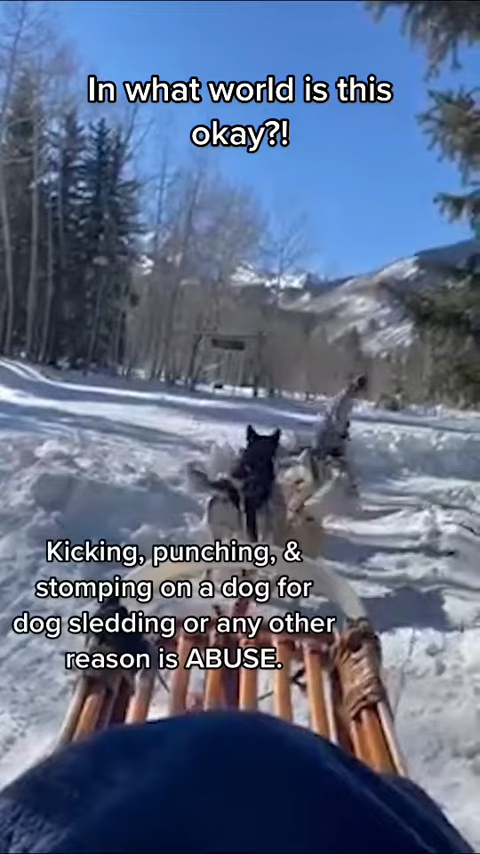 In what world is this
okay?!
Kicking, punching, &
stomping on a dog for
dog sledding or any other
reason is ABUSE.